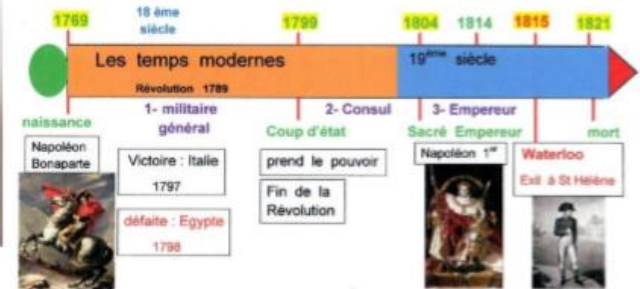 1769
18 ème
siècle
1799
1804
1814
1815
1821
Les temps modernes
Révolution 1789
19ème siècle
naissance
1- militaire
général
2- Consul
3- Empereur
Napoléon
Bonaparte
Victoire : Italie
1797
défaite : Egypte
1798
Coup d'état
prend le pouvoir
Fin de la
Révolution
Sacré Empereur
Napoléon 1er
Waterloo
Exil à St Hélène
mort